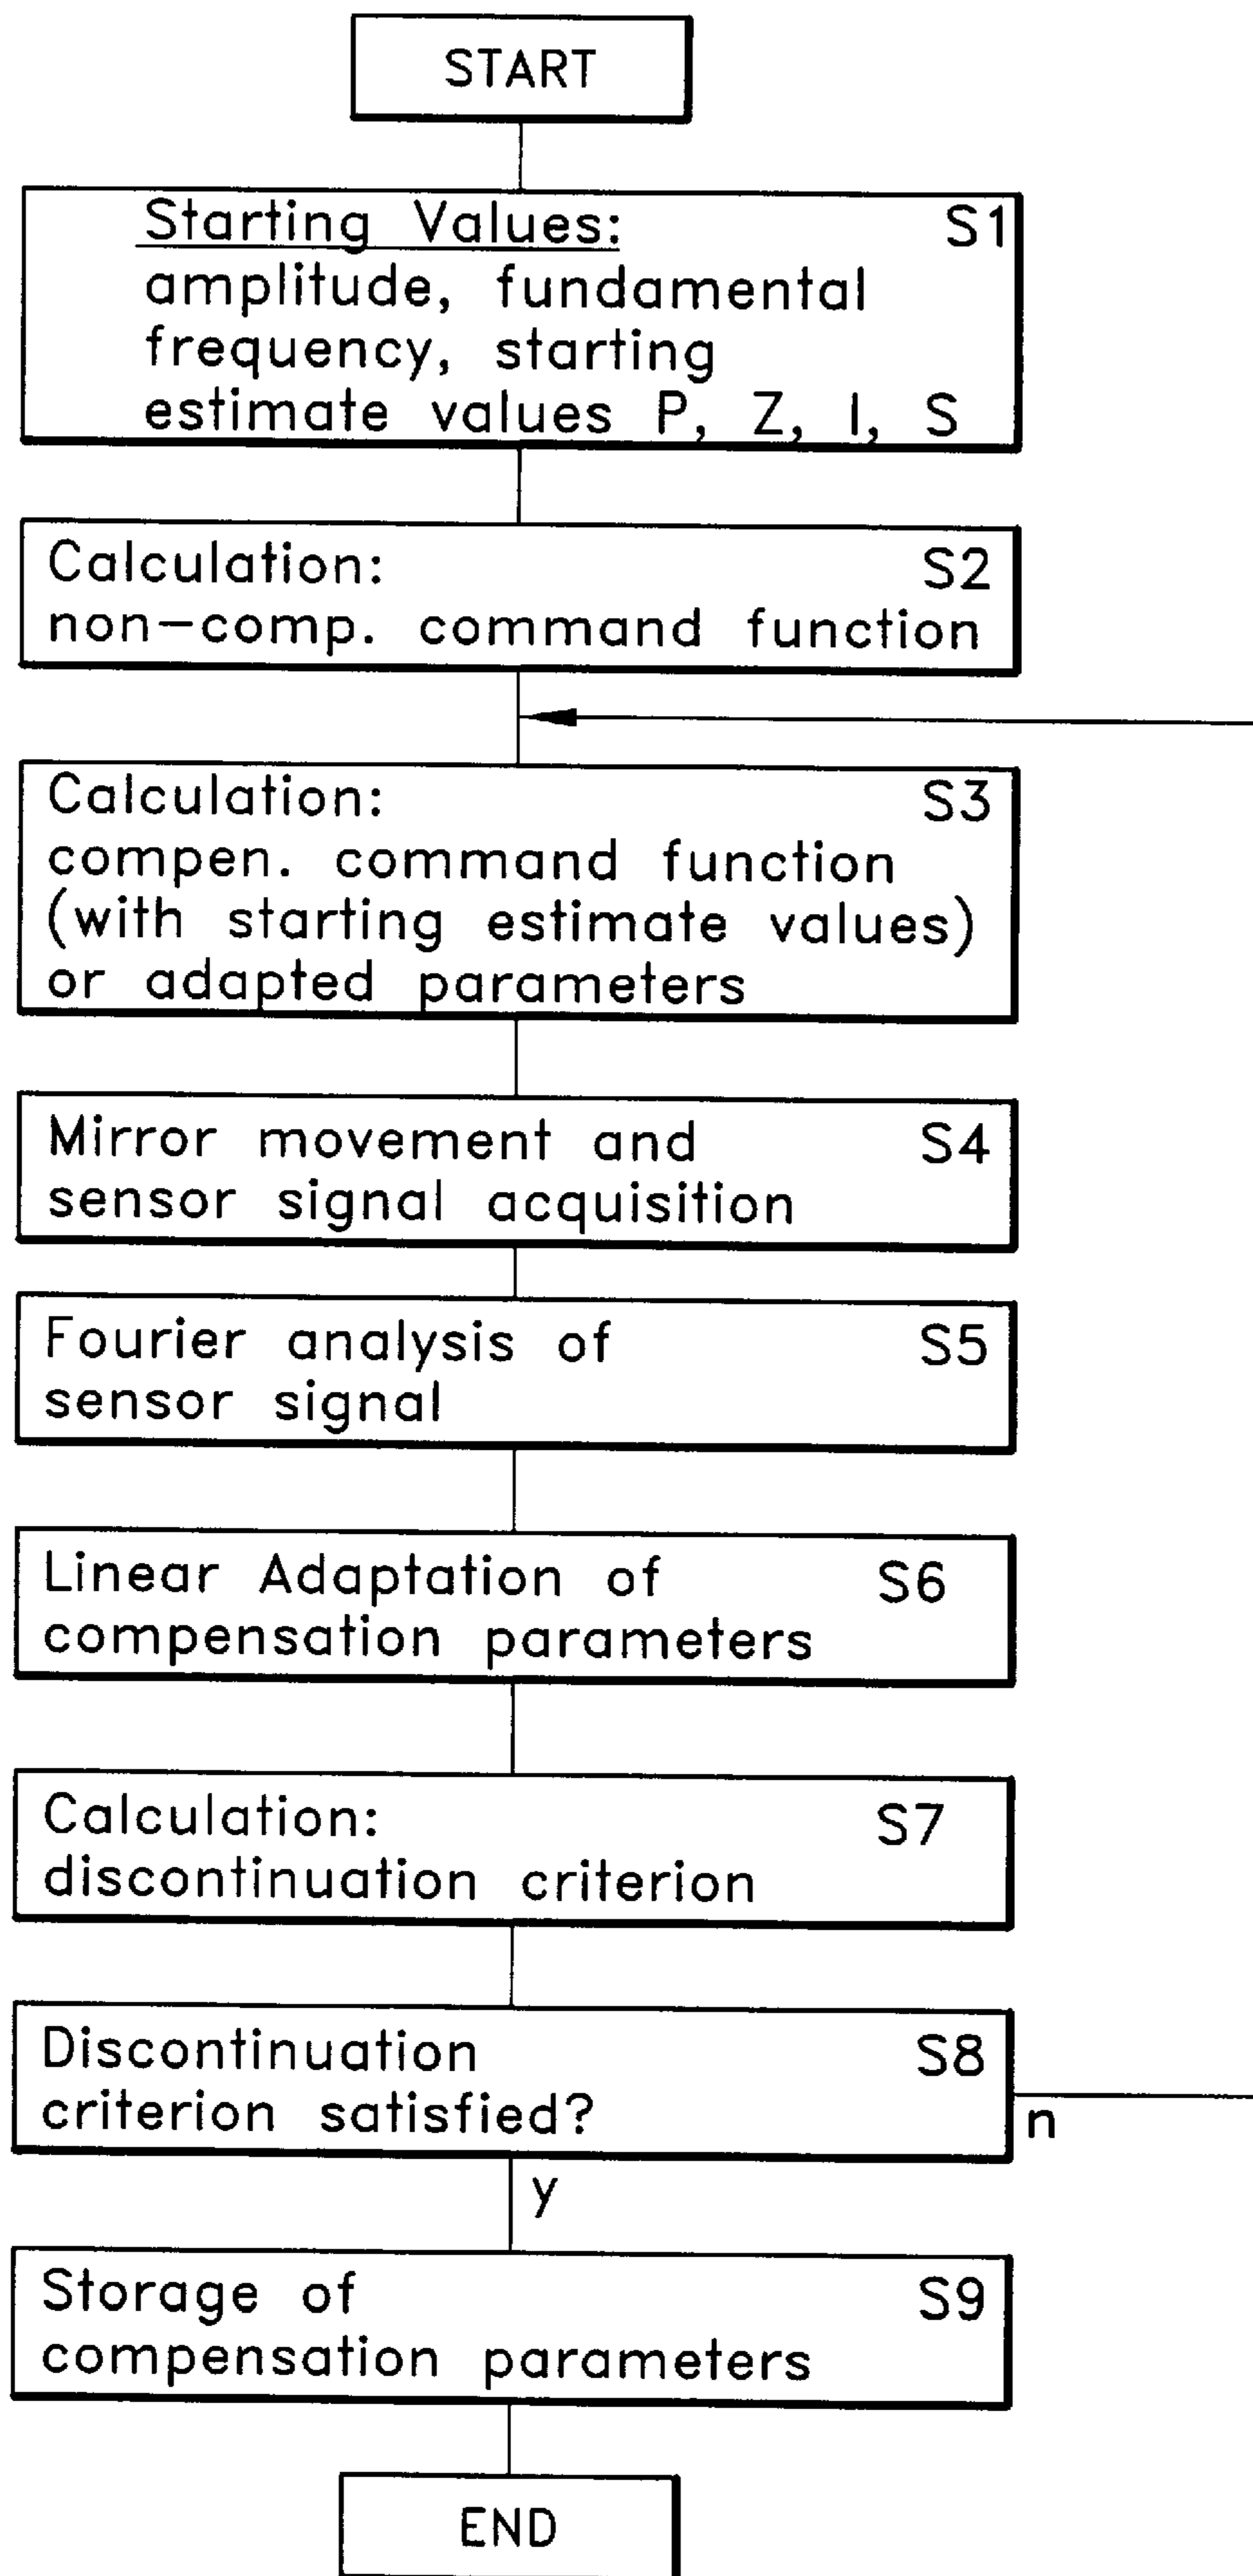 START
Starting Values: S1
amplitude, fundamental
frequency, starting
estimate values P, Z, I, S
Calculation: S2
non-comp. command function
Calculation: S3
compen. command function
(with starting estimate values)
or adapted parameters
Mirror movement and S4
sensor signal acquisition
Fourier analysis of S5
sensor signal
Linear Adaptation of S6
compensation parameters
Calculation: S7
discontinuation criterion
Discontinuation S8
criterion satisfied?
n
y
Storage of S9
compensation parameters
END